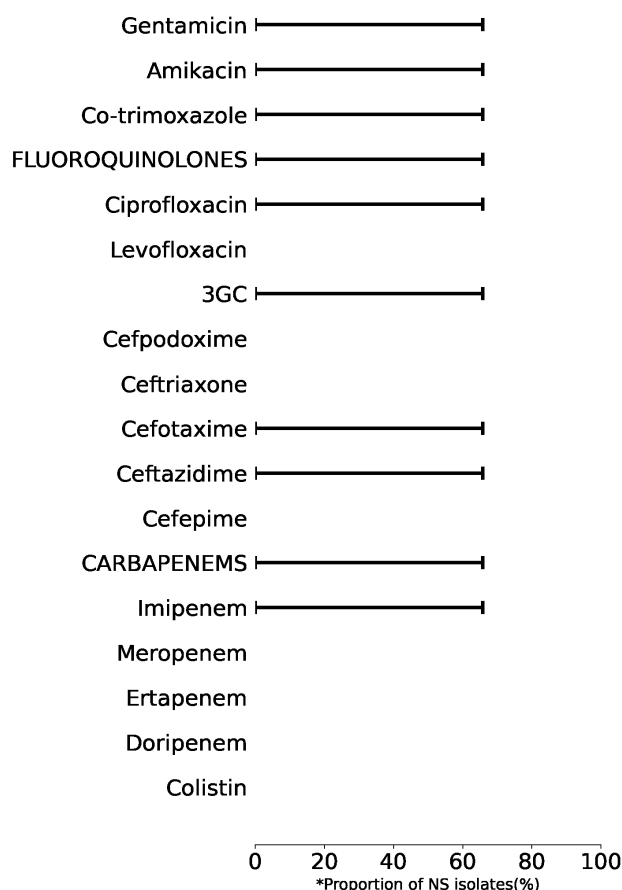 Gentamicin
Amikacin
Co-trimoxazole
FLUOROQUINOLONES
Ciprofloxacin
Levofloxacin
3GC
Cefpodoxime
Ceftriaxone
Cefotaxime
Ceftazidime
Cefepime
CARBAPENEMS
Imipenem
Meropenem
Ertapenem
Doripenem
Colistin
0 20 40 60 80 100
*Proportion of NS isolates(%)